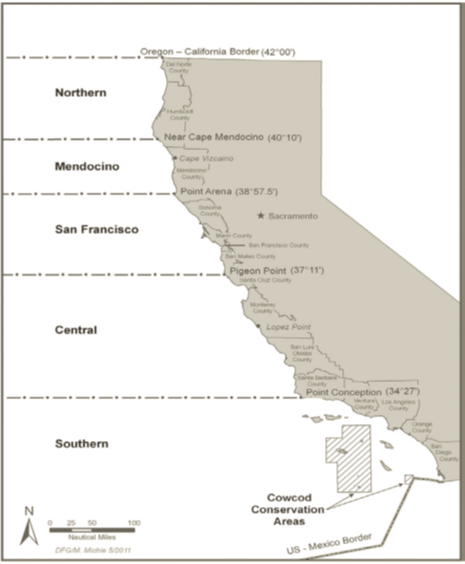 Oregon – California Border (42°00')
Del Norte
County
Northern
Humboldt
County
Near Cape Mendocino (40°10')
Cape Vizcaino
Mendocino
Mendocino
County
Point Arena (38°57.5')
Sonoma
County
Sacramento
San Francisco
Marin County
San Francisco County
San Mateo County
Pigeon Point (37°11')
Santa Cruz County
Monterey
County
Lopez Point
Central
San Luis
Obispo
County
Santa Barbara
County
Point Conception (34°27')
Ventura
County
Los Angeles
County
Orange
County
Southern
San
Diego
County
Cowcod
Conservation
Areas
N
0 25 50 100
Nautical Miles
US - Mexico Border
DFG/M. Michie 5/2011